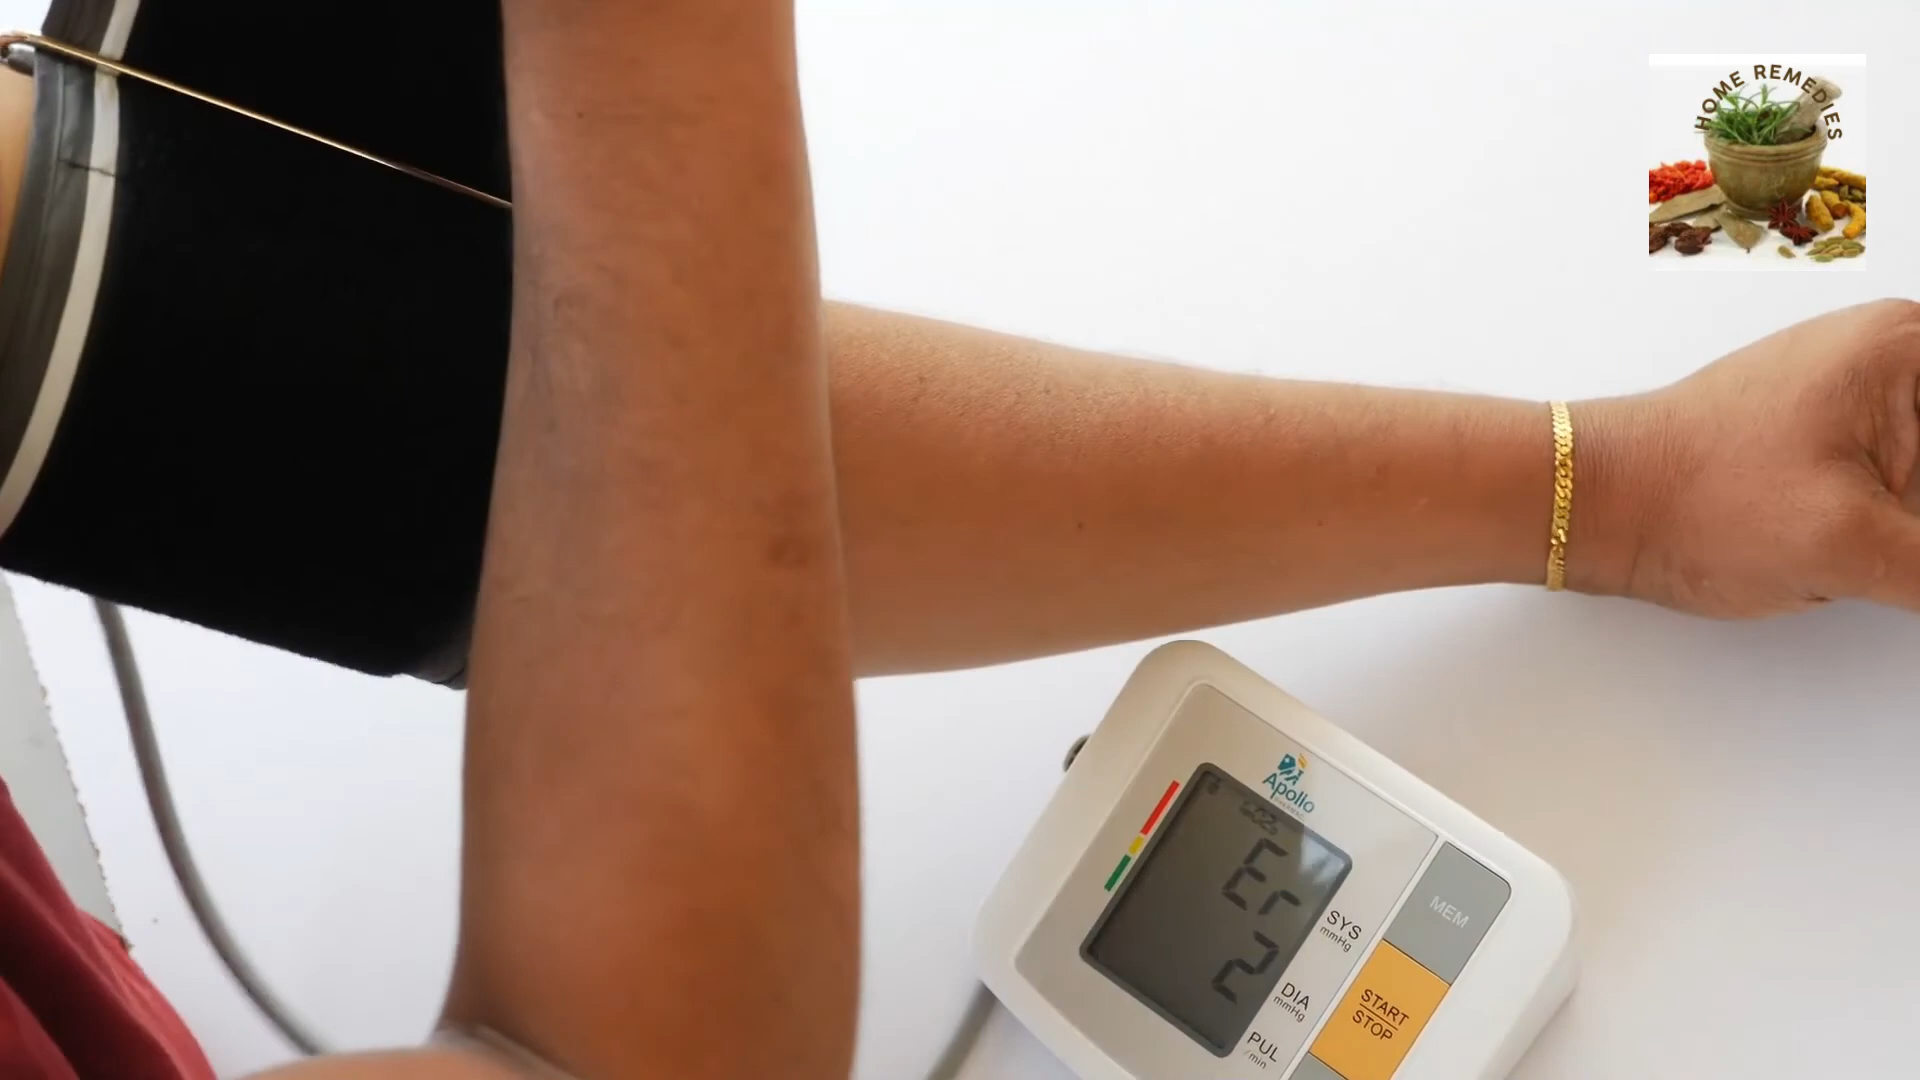 HOME REMEDIES
Apollo
Er
2
SYS
mmHg
DIA
mmHg
PUL
/min
MEM
START
STOP